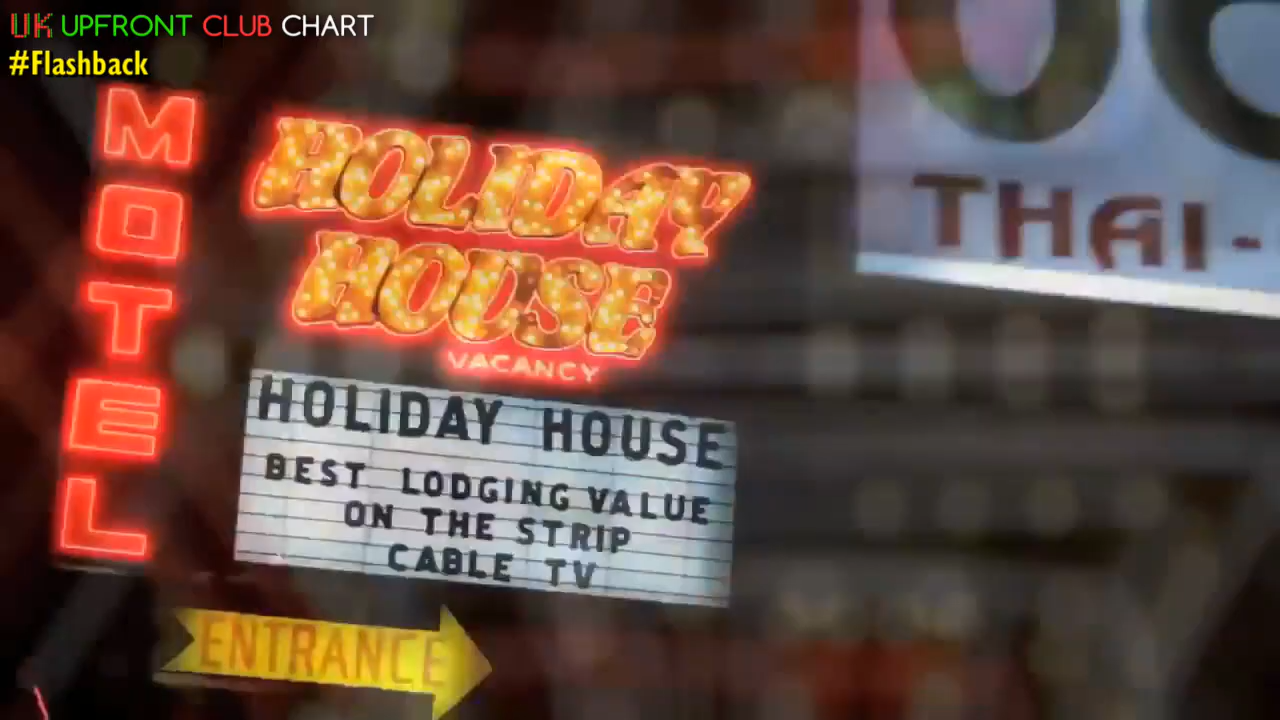 UK UPFRONT CLUB CHART
#Flashback
MOTEL
HOLIDAY
HOUSE
VACANCY
HOLIDAY HOUSE
BEST LODGING VALUE
ON THE STRIP
CABLE TV
ENTRANCE
THAI-